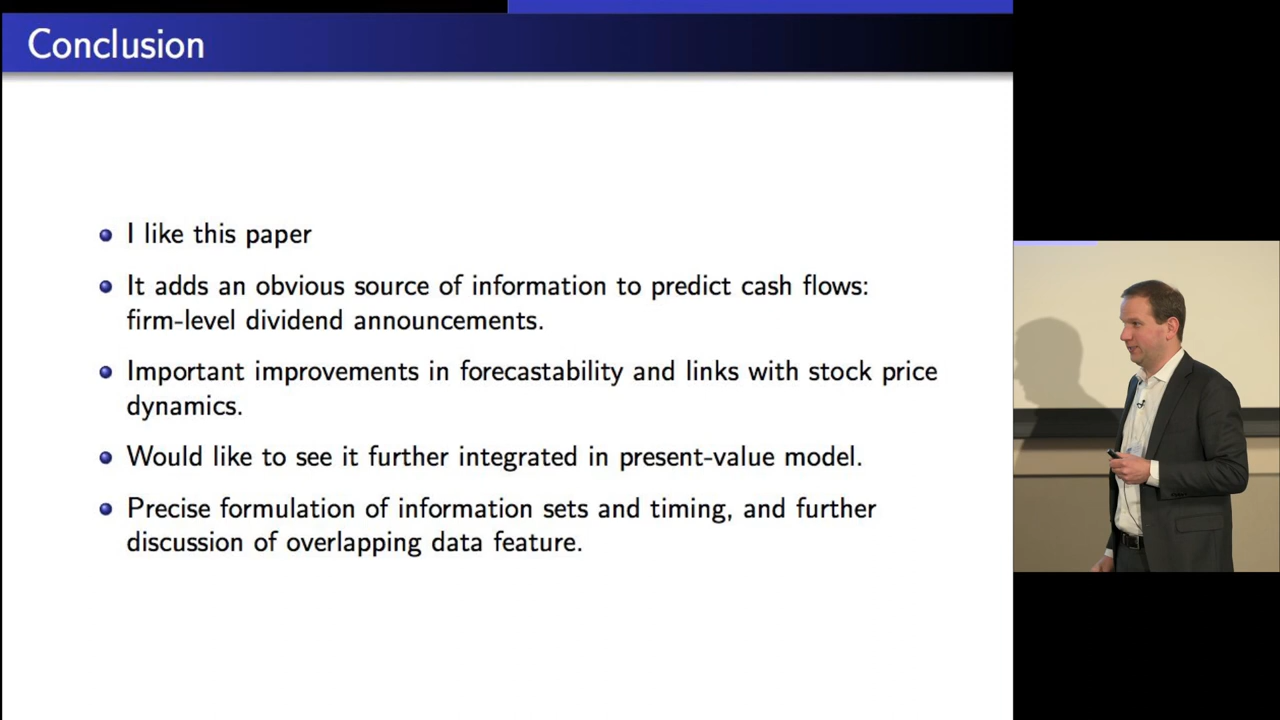 Conclusion
I like this paper
It adds an obvious source of information to predict cash flows:
firm-level dividend announcements.
Important improvements in forecastability and links with stock price
dynamics.
Would like to see it further integrated in present-value model.
Precise formulation of information sets and timing, and further
discussion of overlapping data feature.